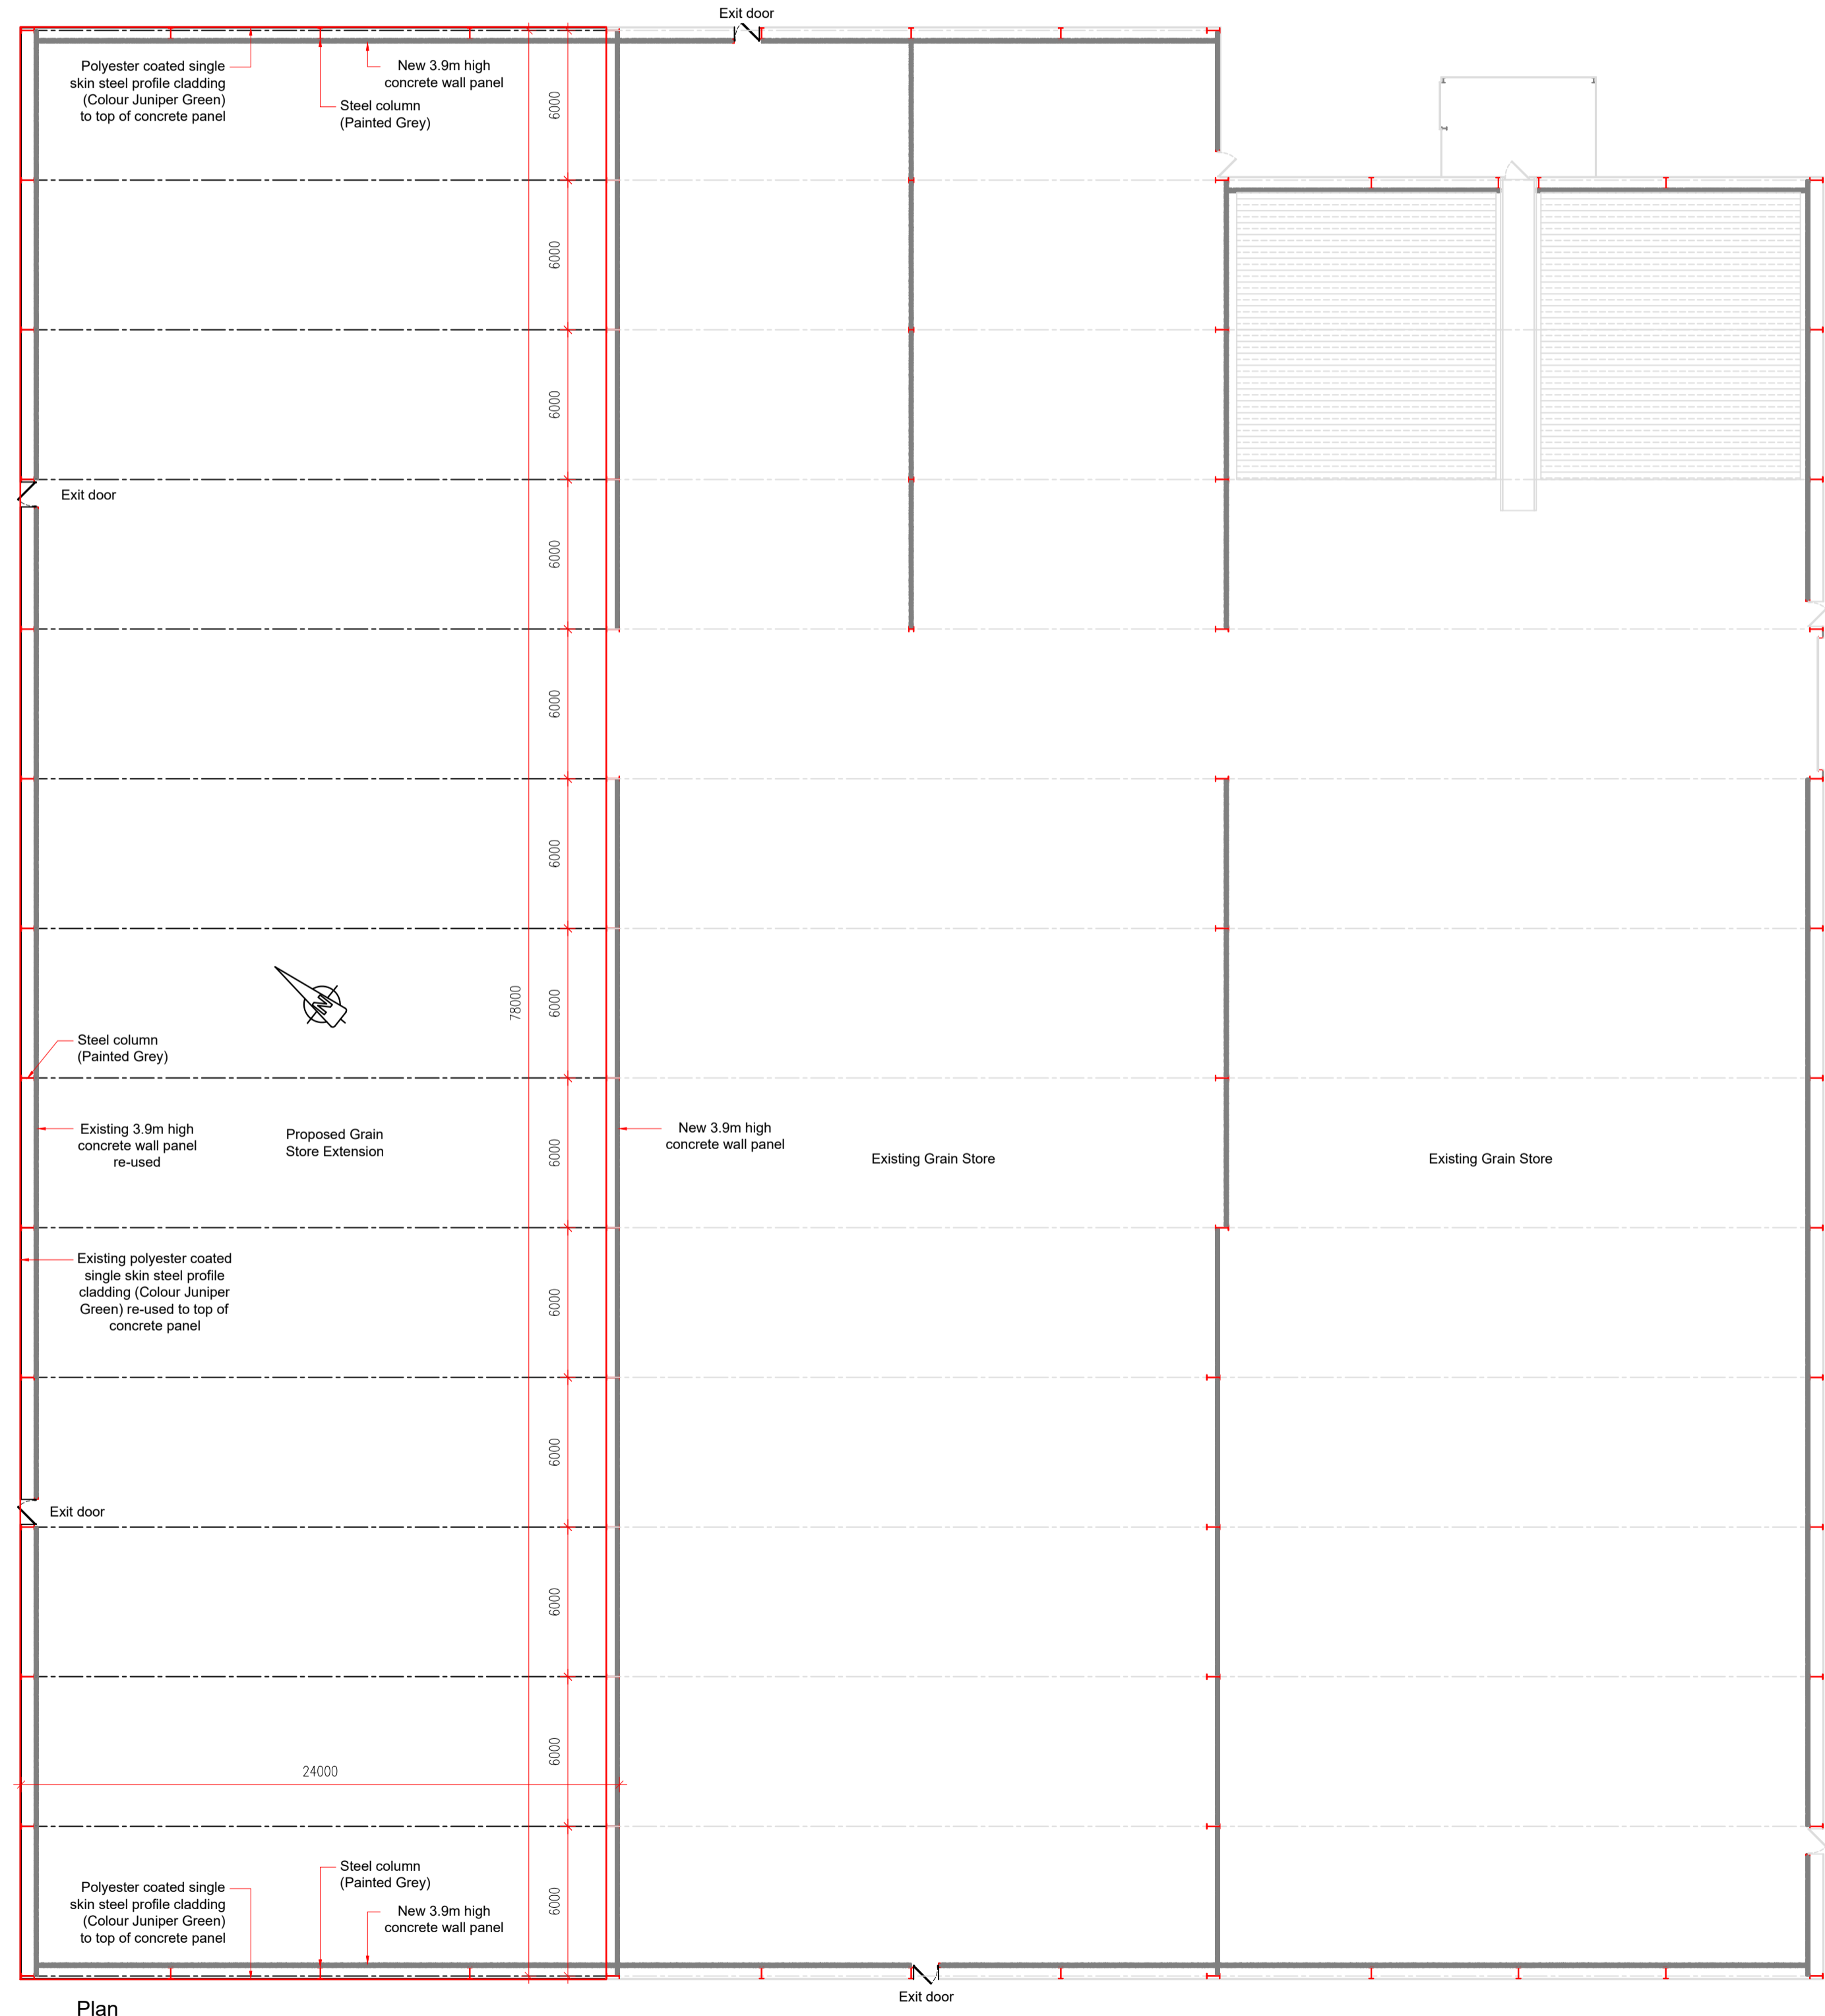 Exit door
Polyester coated single
skin steel profile cladding
(Colour Juniper Green)
to top of concrete panel
New 3.9m high
concrete wall panel
Steel column
(Painted Grey)
6000
6000
6000
Exit door
6000
6000
6000
N
78000
6000
Steel column
(Painted Grey)
Existing 3.9m high
concrete wall panel
re-used
Proposed Grain
Store Extension
6000
New 3.9m high
concrete wall panel
Existing Grain Store
Existing Grain Store
Existing polyester coated
single skin steel profile
cladding (Colour Juniper
Green) re-used to top of
concrete panel
6000
6000
Exit door
6000
6000
24000
Steel column
(Painted Grey)
Polyester coated single
skin steel profile cladding
(Colour Juniper Green)
to top of concrete panel
New 3.9m high
concrete wall panel
6000
Exit door
Plan